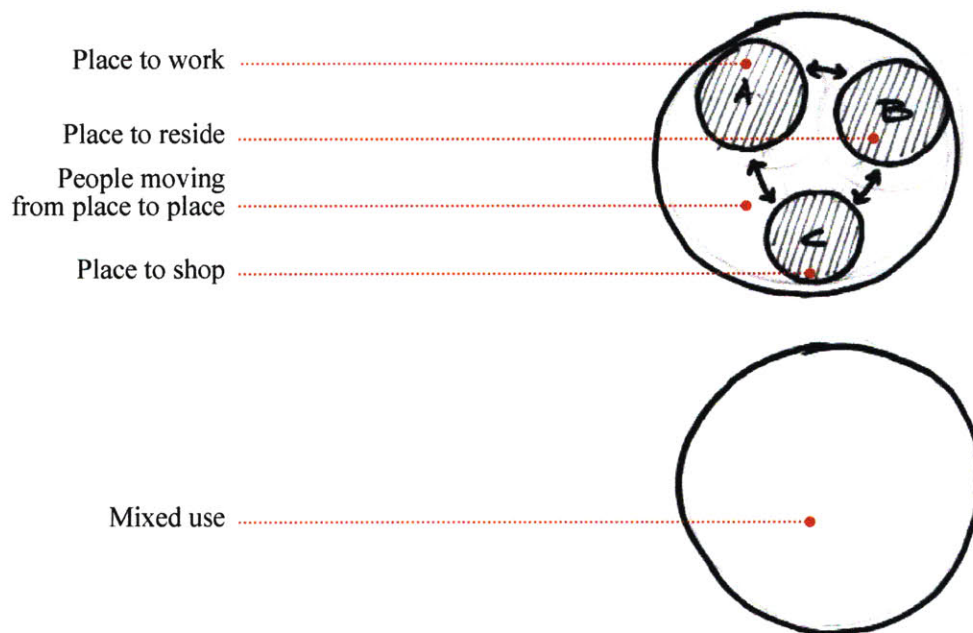 Place to work
A
B
Place to reside
People moving
from place to place
C
Place to shop
Mixed use